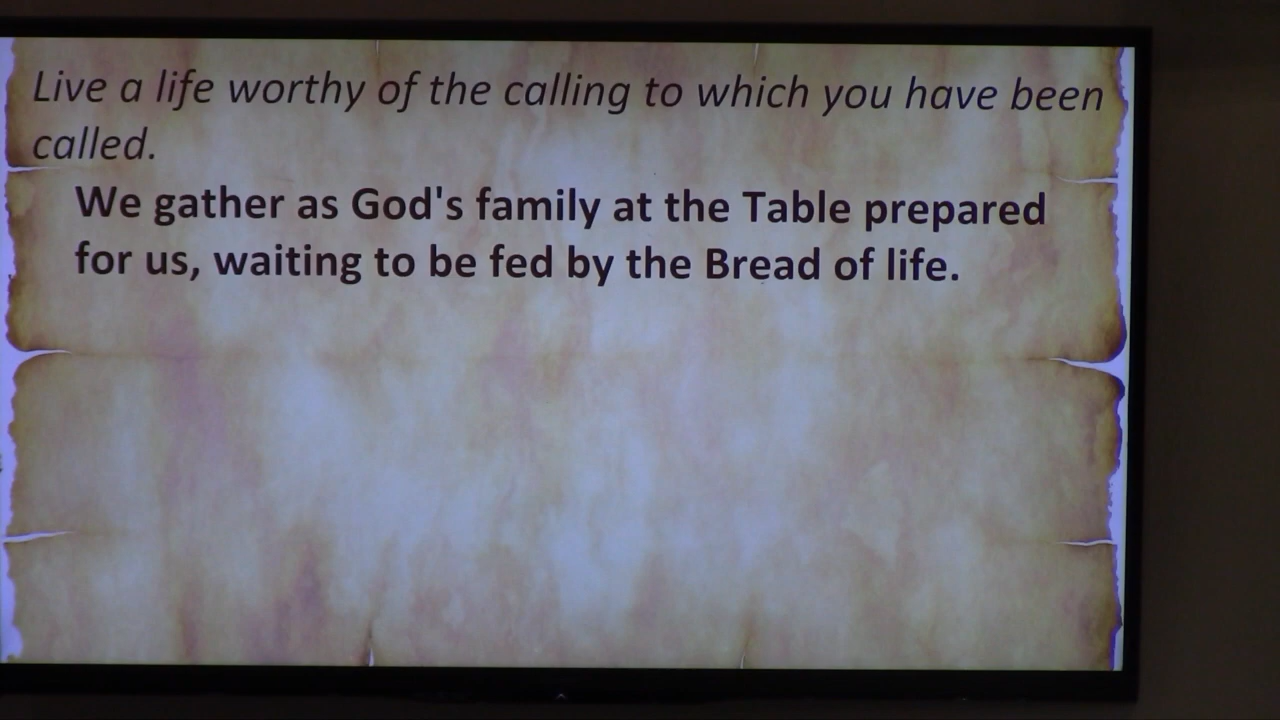 Live a life worthy of the calling to which you have been
called.
We gather as God's family at the Table prepared
for us, waiting to be fed by the Bread of life.